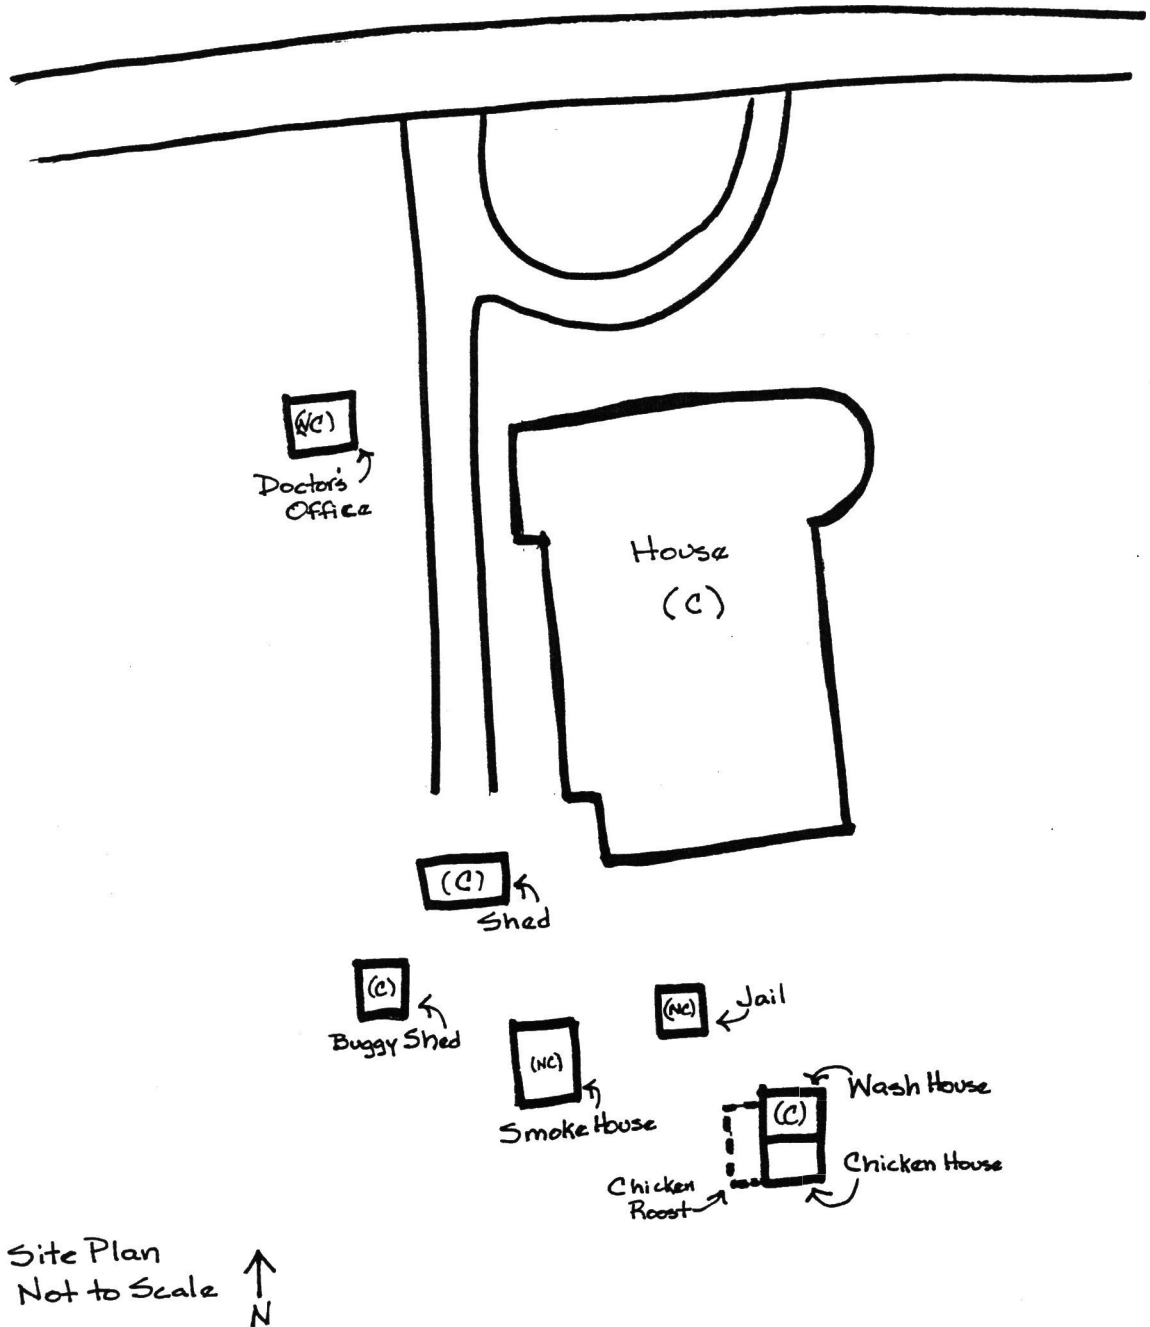 (NC)
Doctor's
Office
House
(C)
(C)
Shed
(C)
Buggy Shed
(NC)
Jail
(NC)
Smoke House
Wash House
(C)
Chicken House
Chicken
Roost
Site Plan
Not to Scale
N